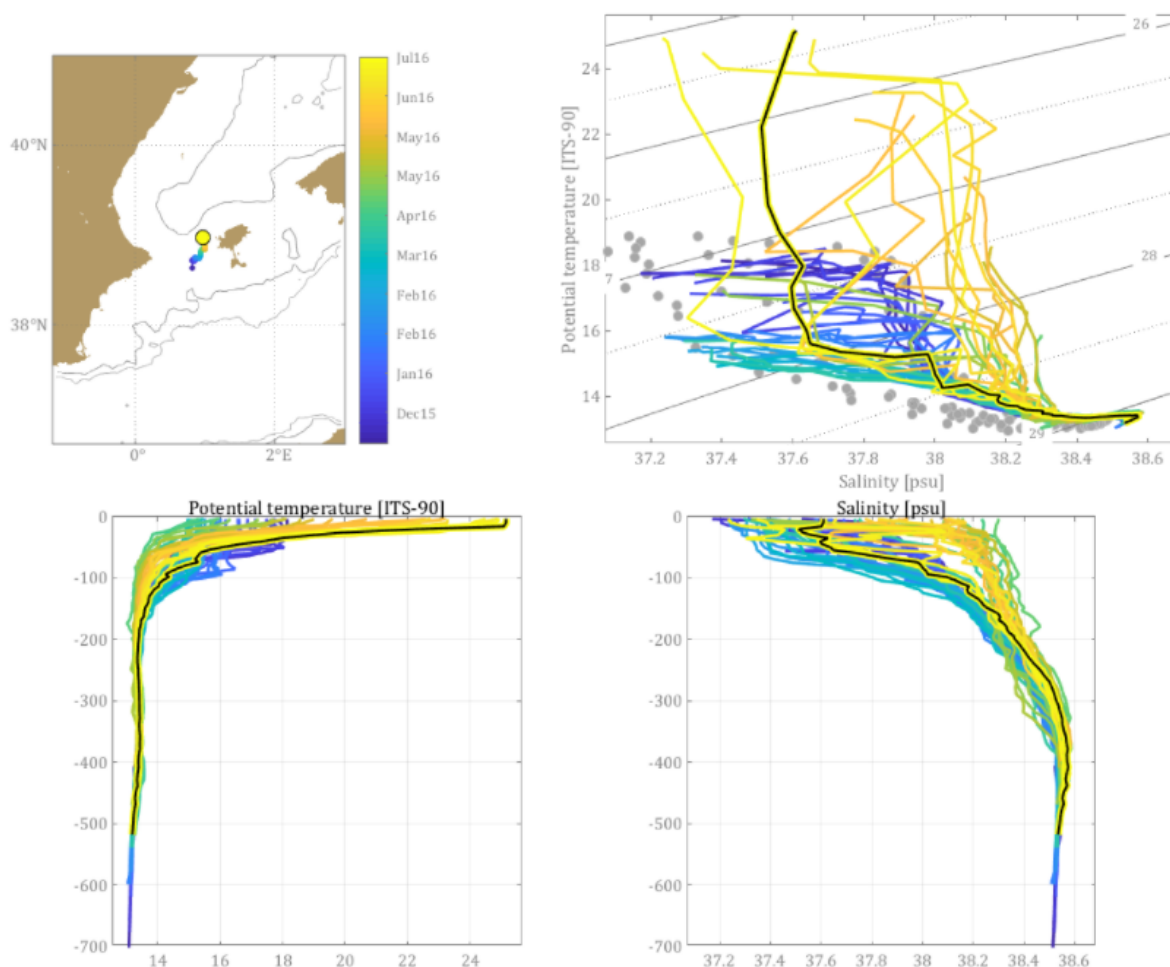 40°N
38°N
0°
2°E
Jul16
Jun16
May16
May16
Apr16
Mar16
Feb16
Feb16
Jan16
Dec15
Potential temperature [ITS-90]
24
22
20
18
16
14
26
28
7
29
37.2
37.4
37.6
37.8
38
38.2
38.4
38.6
Salinity [psu]
Potential temperature [ITS-90]
0
-100
-200
-300
-400
-500
-600
-700
14
16
18
20
22
24
Salinity [psu]
0
-100
-200
-300
-400
-500
-600
-700
37.2
37.4
37.6
37.8
38
38.2
38.4
38.6